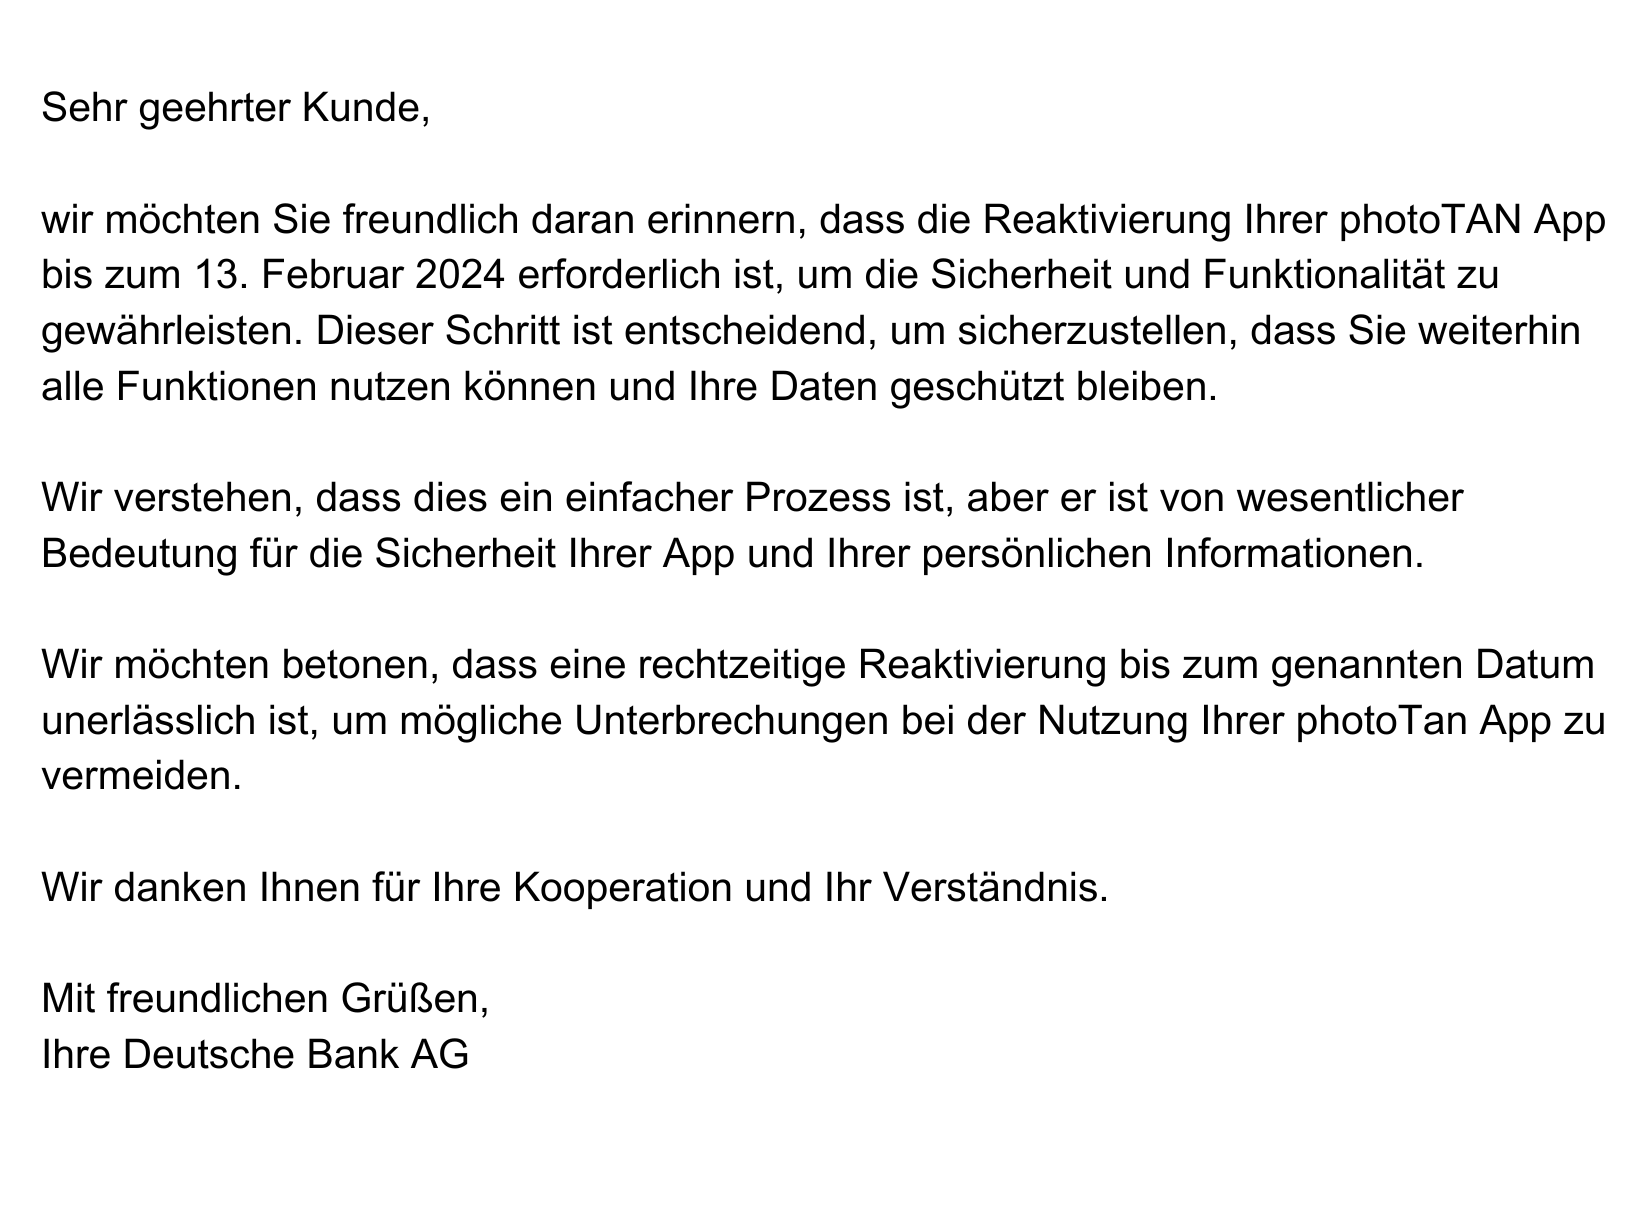 Sehr geehrter Kunde,
wir möchten Sie freundlich daran erinnern, dass die Reaktivierung Ihrer photoTAN App
bis zum 13. Februar 2024 erforderlich ist, um die Sicherheit und Funktionalität zu
gewährleisten. Dieser Schritt ist entscheidend, um sicherzustellen, dass Sie weiterhin
alle Funktionen nutzen können und Ihre Daten geschützt bleiben.
Wir verstehen, dass dies ein einfacher Prozess ist, aber er ist von wesentlicher
Bedeutung für die Sicherheit Ihrer App und Ihrer persönlichen Informationen.
Wir möchten betonen, dass eine rechtzeitige Reaktivierung bis zum genannten Datum
unerlässlich ist, um mögliche Unterbrechungen bei der Nutzung Ihrer photoTan App zu
vermeiden.
Wir danken Ihnen für Ihre Kooperation und Ihr Verständnis.
Mit freundlichen Grüßen,
Ihre Deutsche Bank AG